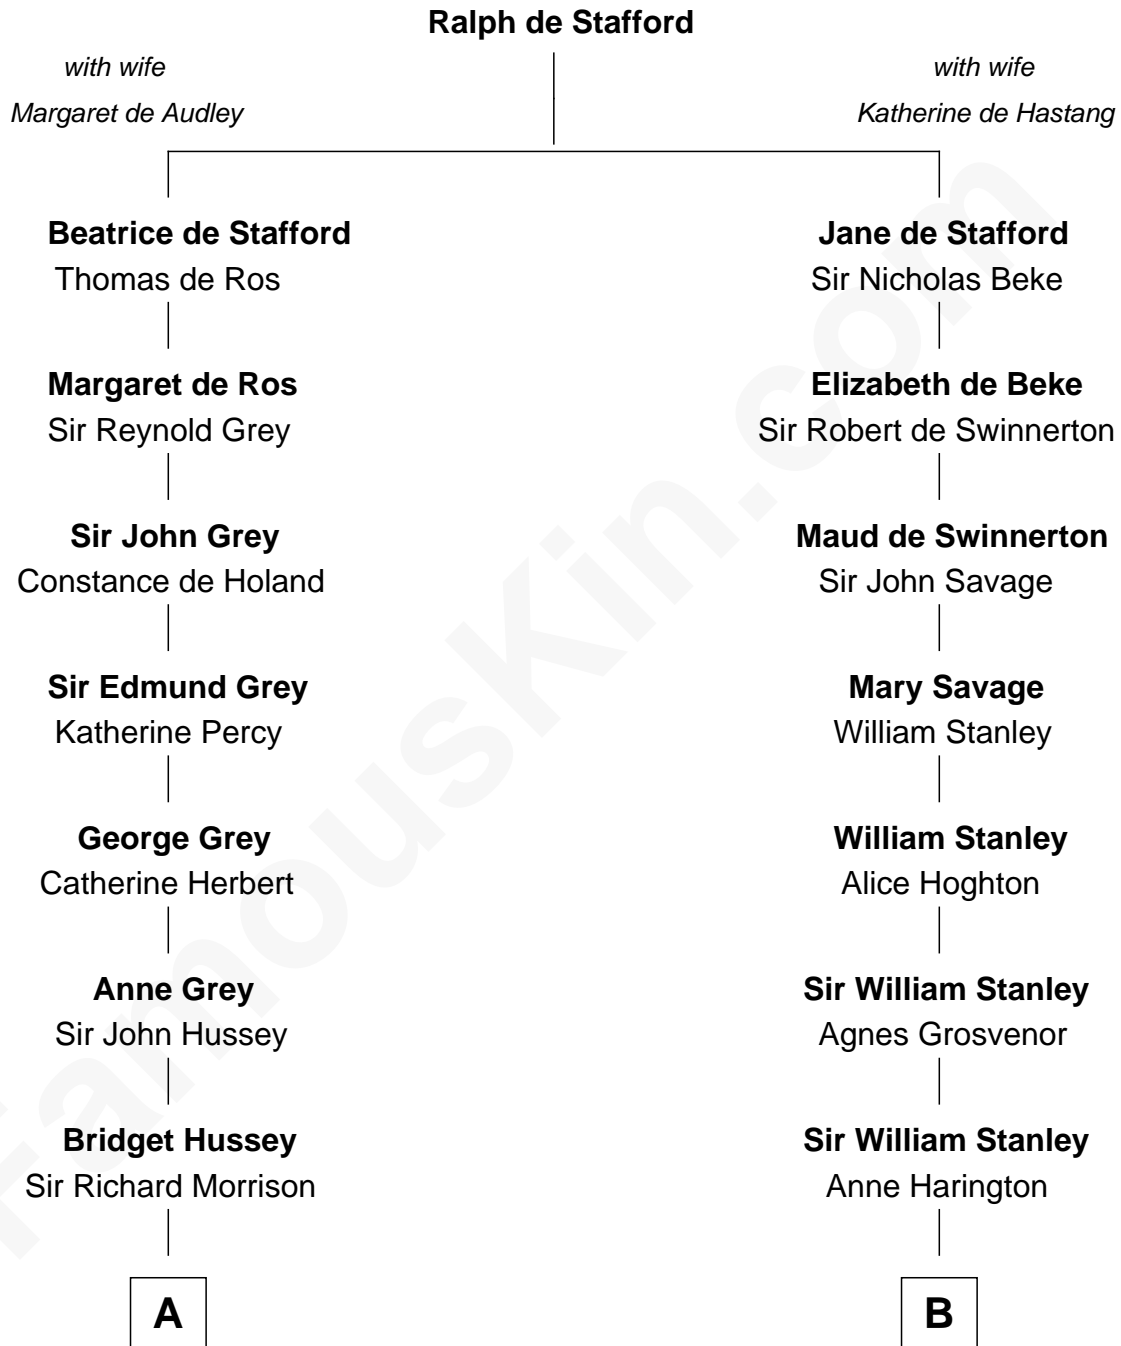 Ralph de Stafford
with wife
Margaret de Audley
with wife
Katherine de Hastang
Beatrice de Stafford
Thomas de Ros
Jane de Stafford
Sir Nicholas Beke
Margaret de Ros
Sir Reynold Grey
Elizabeth de Beke
Sir Robert de Swinnerton
Sir John Grey
Constance de Holand
Maud de Swinnerton
Sir John Savage
Sir Edmund Grey
Katherine Percy
Mary Savage
William Stanley
George Grey
Catherine Herbert
William Stanley
Alice Hoghton
Anne Grey
Sir John Hussey
Sir William Stanley
Agnes Grosvenor
Bridget Hussey
Sir Richard Morrison
Sir William Stanley
Anne Harington
A
B
FamousKin.com